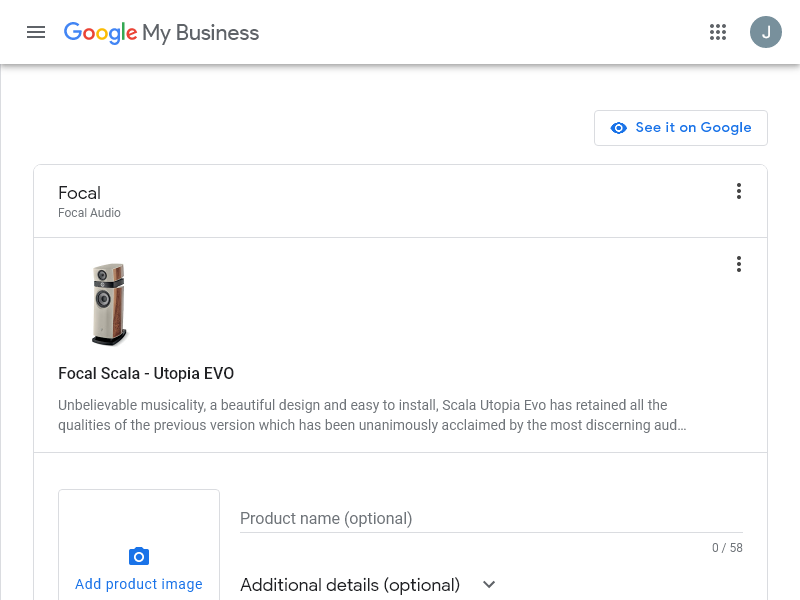 Google My Business
J
See it on Google
Focal
Focal Audio
Focal Scala - Utopia EVO
Unbelievable musicality, a beautiful design and easy to install, Scala Utopia Evo has retained all the
qualities of the previous version which has been unanimously acclaimed by the most discerning aud…
Product name (optional)
0 / 58
Add product image
Additional details (optional)